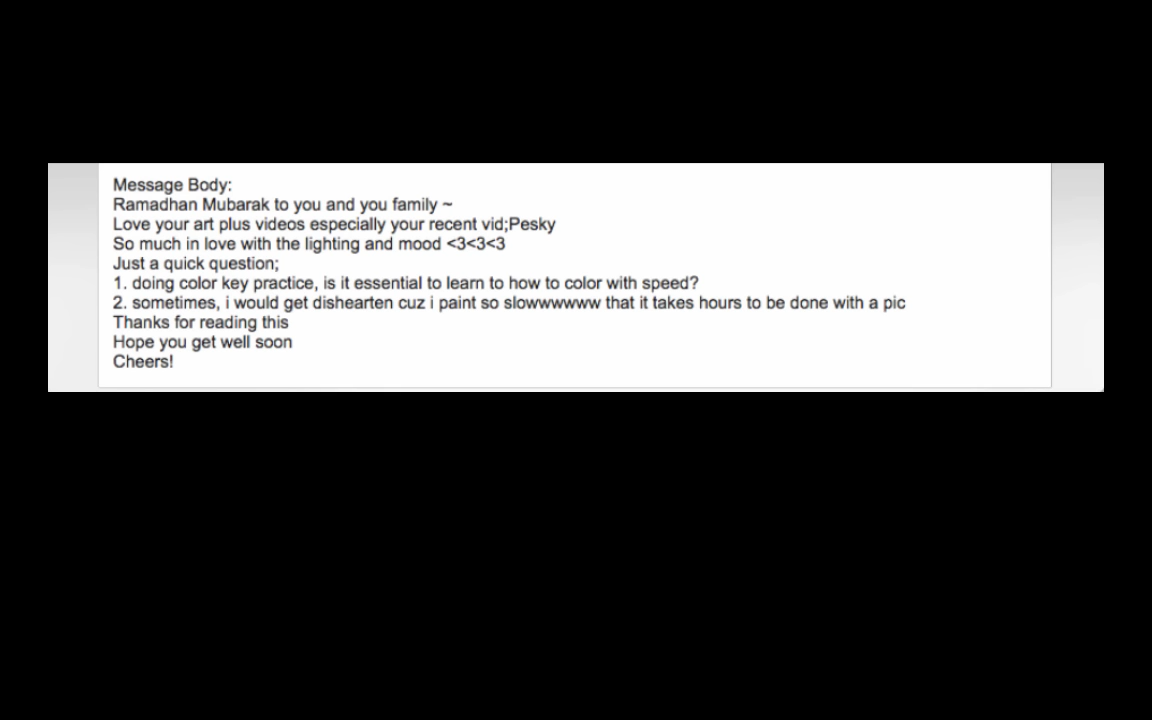 Message Body:
Ramadhan Mubarak to you and you family ~
Love your art plus videos especially your recent vid;Pesky
So much in love with the lighting and mood <3<3<3
Just a quick question;
1. doing color key practice, is it essential to learn to how to color with speed?
2. sometimes, i would get dishearten cuz i paint so slowwwwww that it takes hours to be done with a pic
Thanks for reading this
Hope you get well soon
Cheers!